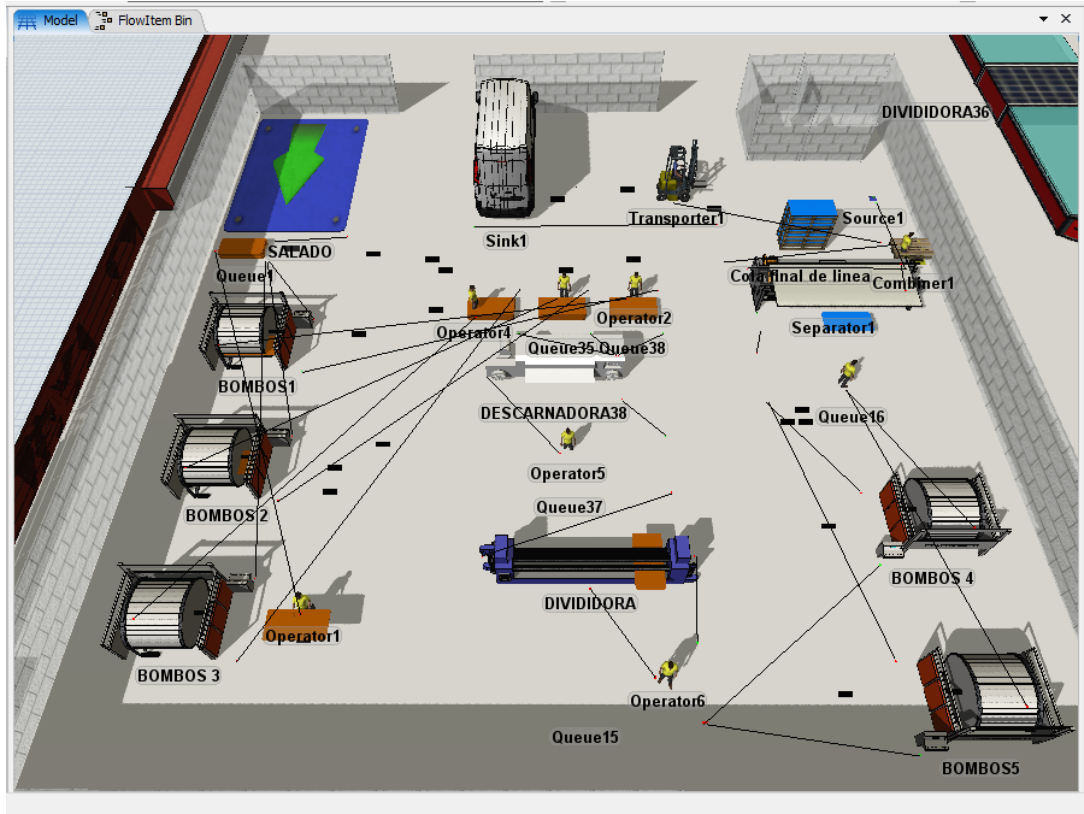 Model
FlowItem Bin
DIVIDIDORA36
Transporter1
Source1
Sink1
SALADO
Queue1
Cola final de linea
Combiner1
Operator4
Operator2
Separator1
Queue35
Queue38
BOMBOS1
DESCARNADORA38
Queue16
Operator5
Queue37
BOMBOS 2
BOMBOS 4
DIVIDIDORA
Operator1
BOMBOS 3
Operator6
Queue15
BOMBOS5